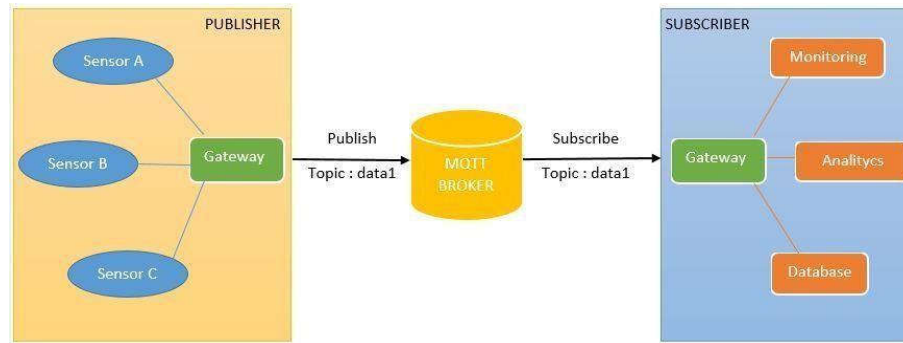 PUBLISHER
Sensor A
Sensor B
Sensor C
Gateway
Publish
Topic : data1
MQTT
BROKER
Subscribe
Topic : data1
SUBSCRIBER
Gateway
Monitoring
Analitycs
Database